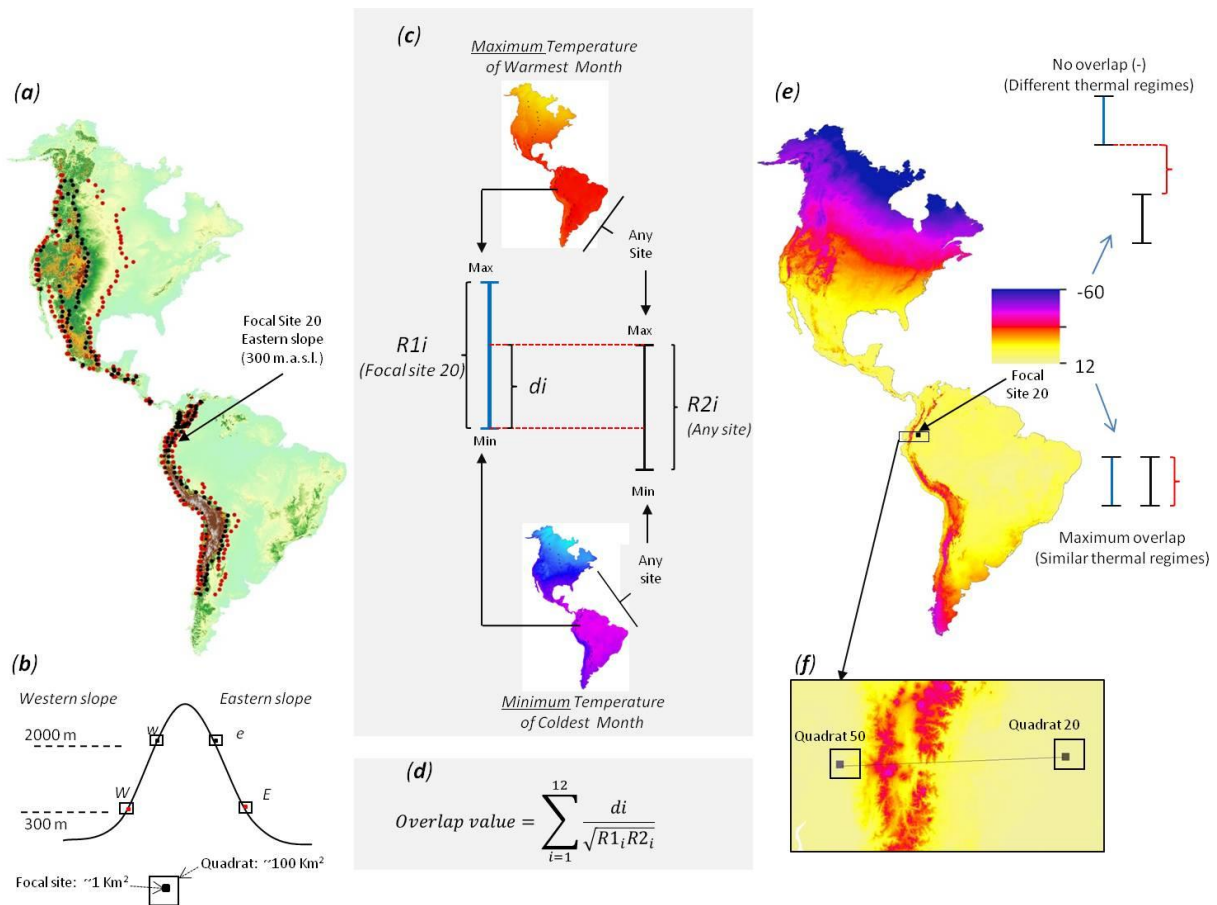 (a)
Focal Site 20
Eastern slope
(300 m.a.s.l.)
(b)
Western slope
Eastern slope
2000 m
w
e
W
E
300 m
Quadrat: ~100 Km²
Focal site: ~1 Km²
(c)
Maximum Temperature
of Warmest Month
Any
Site
Max
Max
R1i
(Focal site 20)
di
R2i
(Any site)
Min
Min
Any
site
Minimum Temperature
of Coldest Month
(d)
12
Overlap value = ∑ di / √R1ᵢR2ᵢ
i=1
(e)
No overlap (-)
(Different thermal regimes)
-60
12
Focal
Site 20
Maximum overlap
(Similar thermal regimes)
(f)
Quadrat 50
Quadrat 20